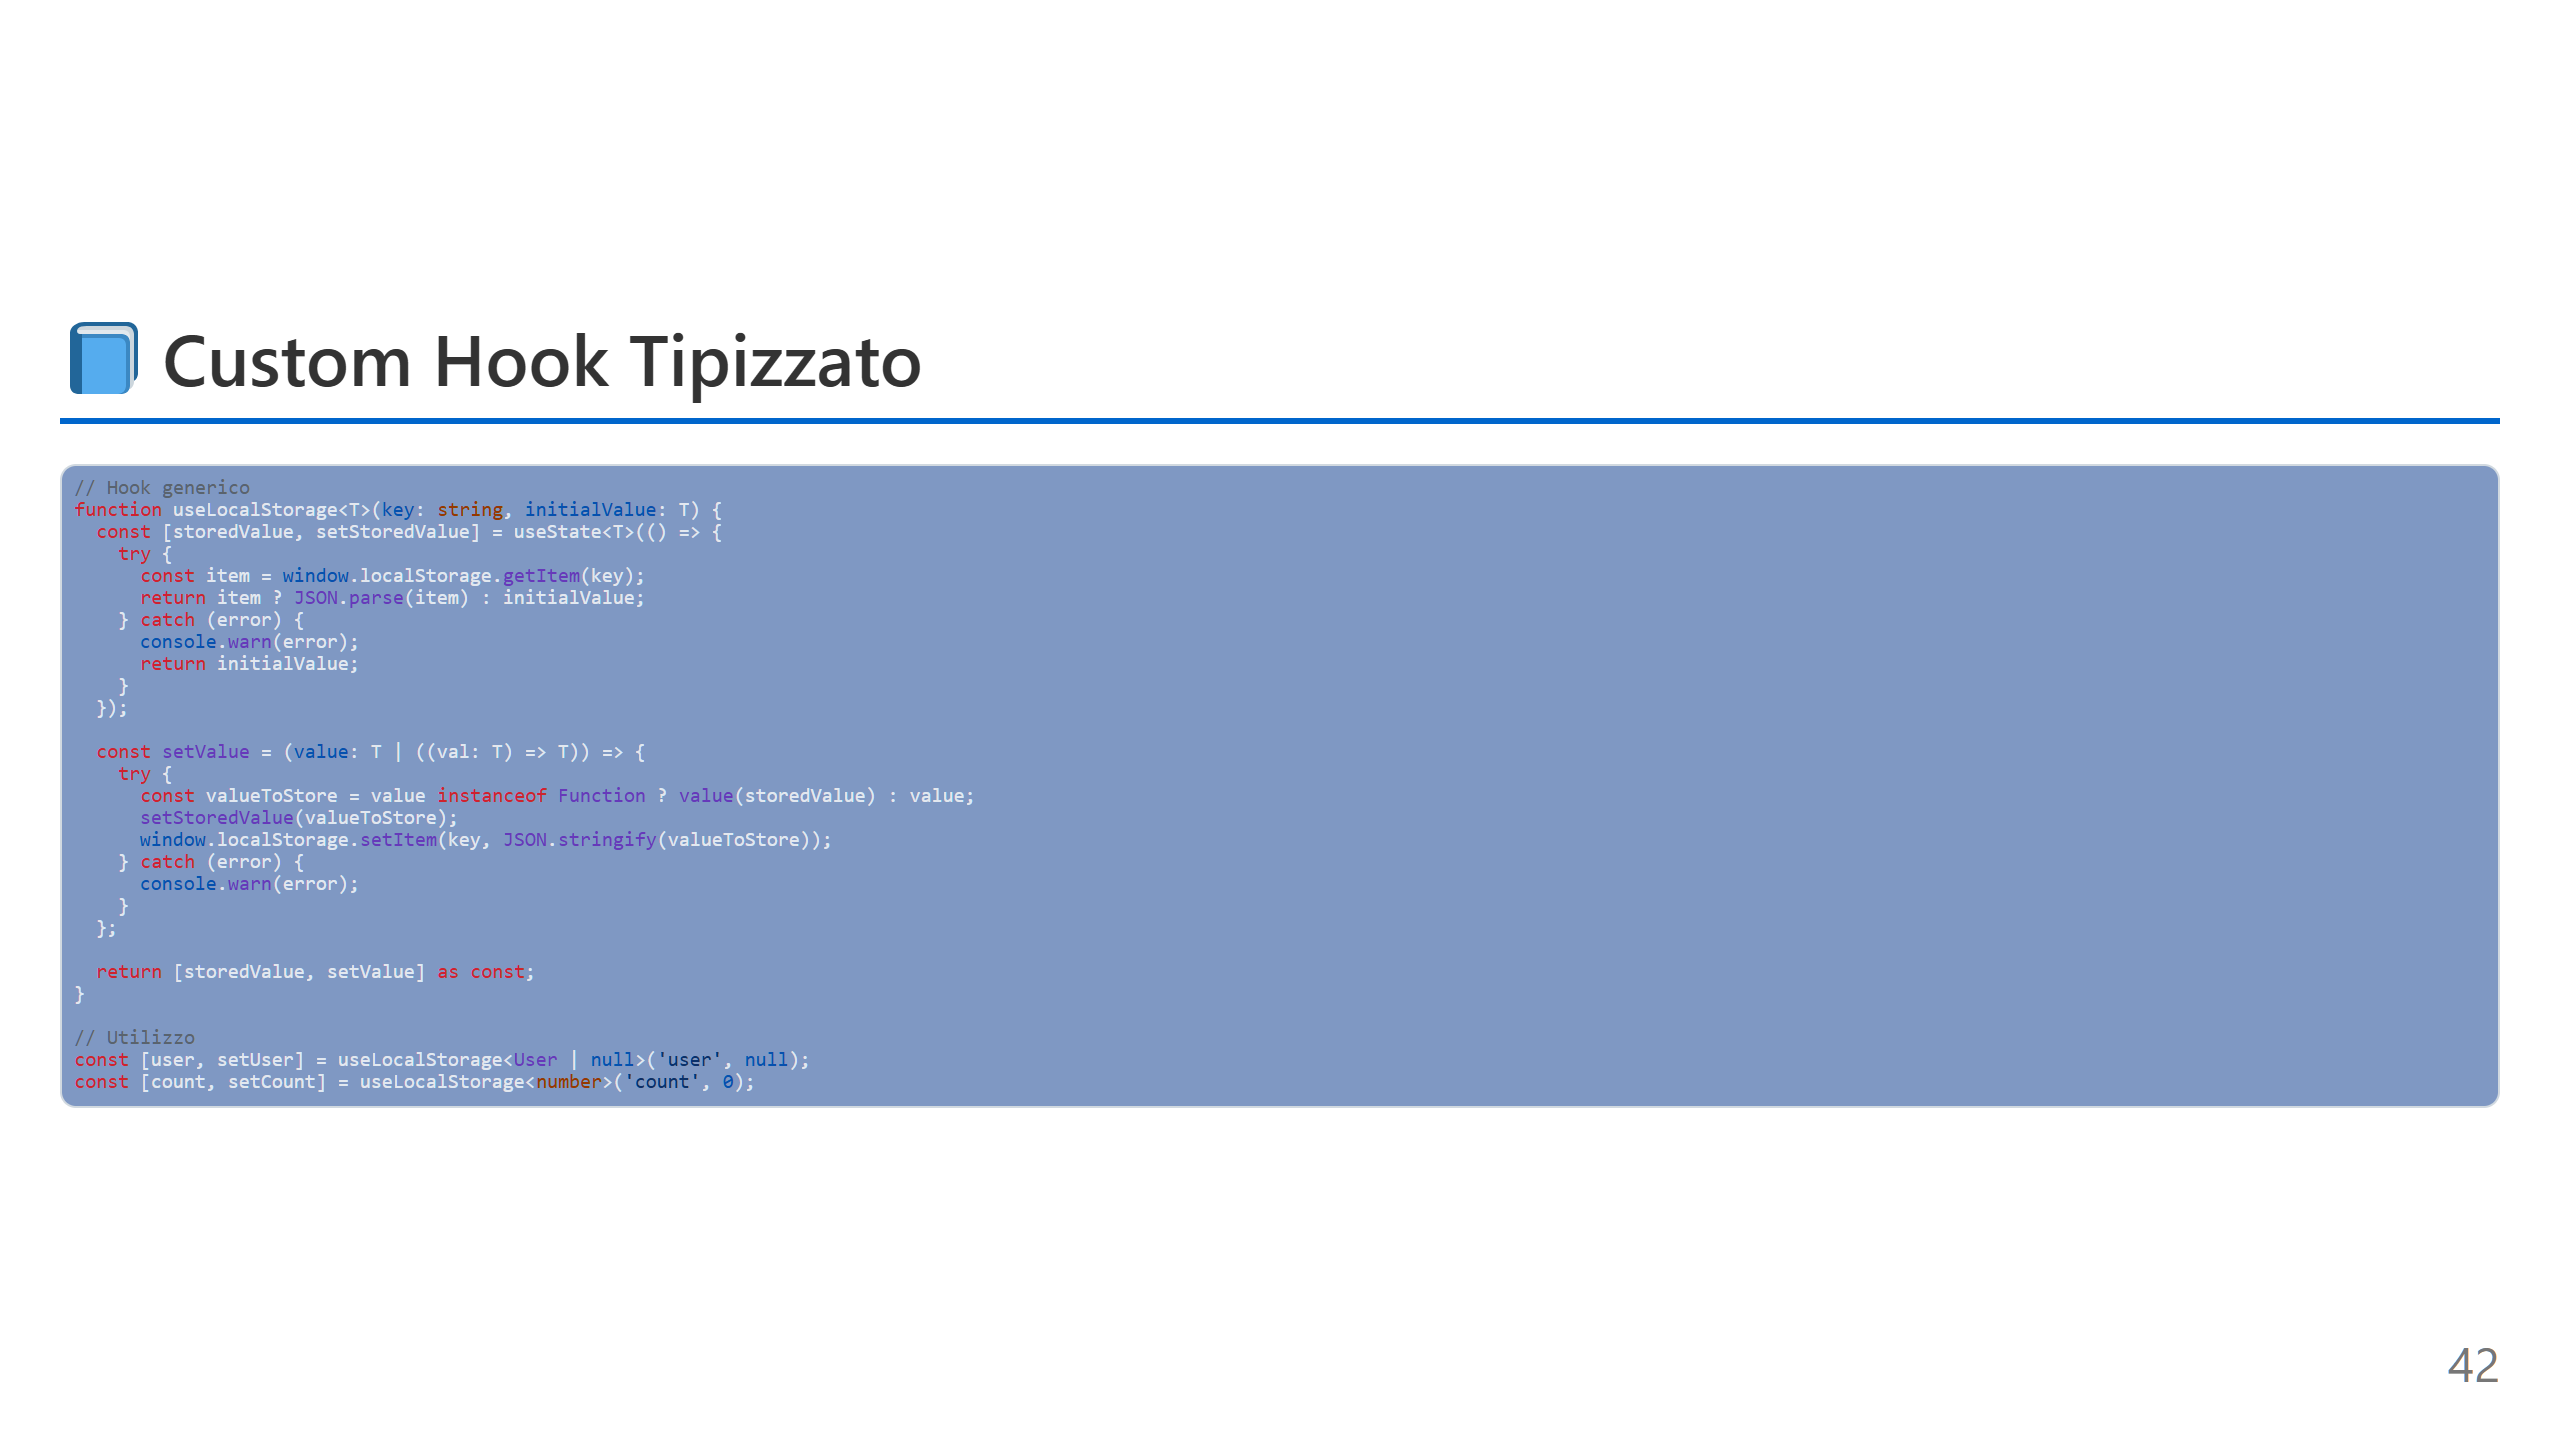 Custom Hook Tipizzato
// Hook generico
function useLocalStorage<T>(key: string, initialValue: T) {
  const [storedValue, setStoredValue] = useState<T>(() => {
    try {
      const item = window.localStorage.getItem(key);
      return item ? JSON.parse(item) : initialValue;
    } catch (error) {
      console.warn(error);
      return initialValue;
    }
  });

  const setValue = (value: T | ((val: T) => T)) => {
    try {
      const valueToStore = value instanceof Function ? value(storedValue) : value;
      setStoredValue(valueToStore);
      window.localStorage.setItem(key, JSON.stringify(valueToStore));
    } catch (error) {
      console.warn(error);
    }
  };

  return [storedValue, setValue] as const;
}

// Utilizzo
const [user, setUser] = useLocalStorage<User | null>('user', null);
const [count, setCount] = useLocalStorage<number>('count', 0);
42